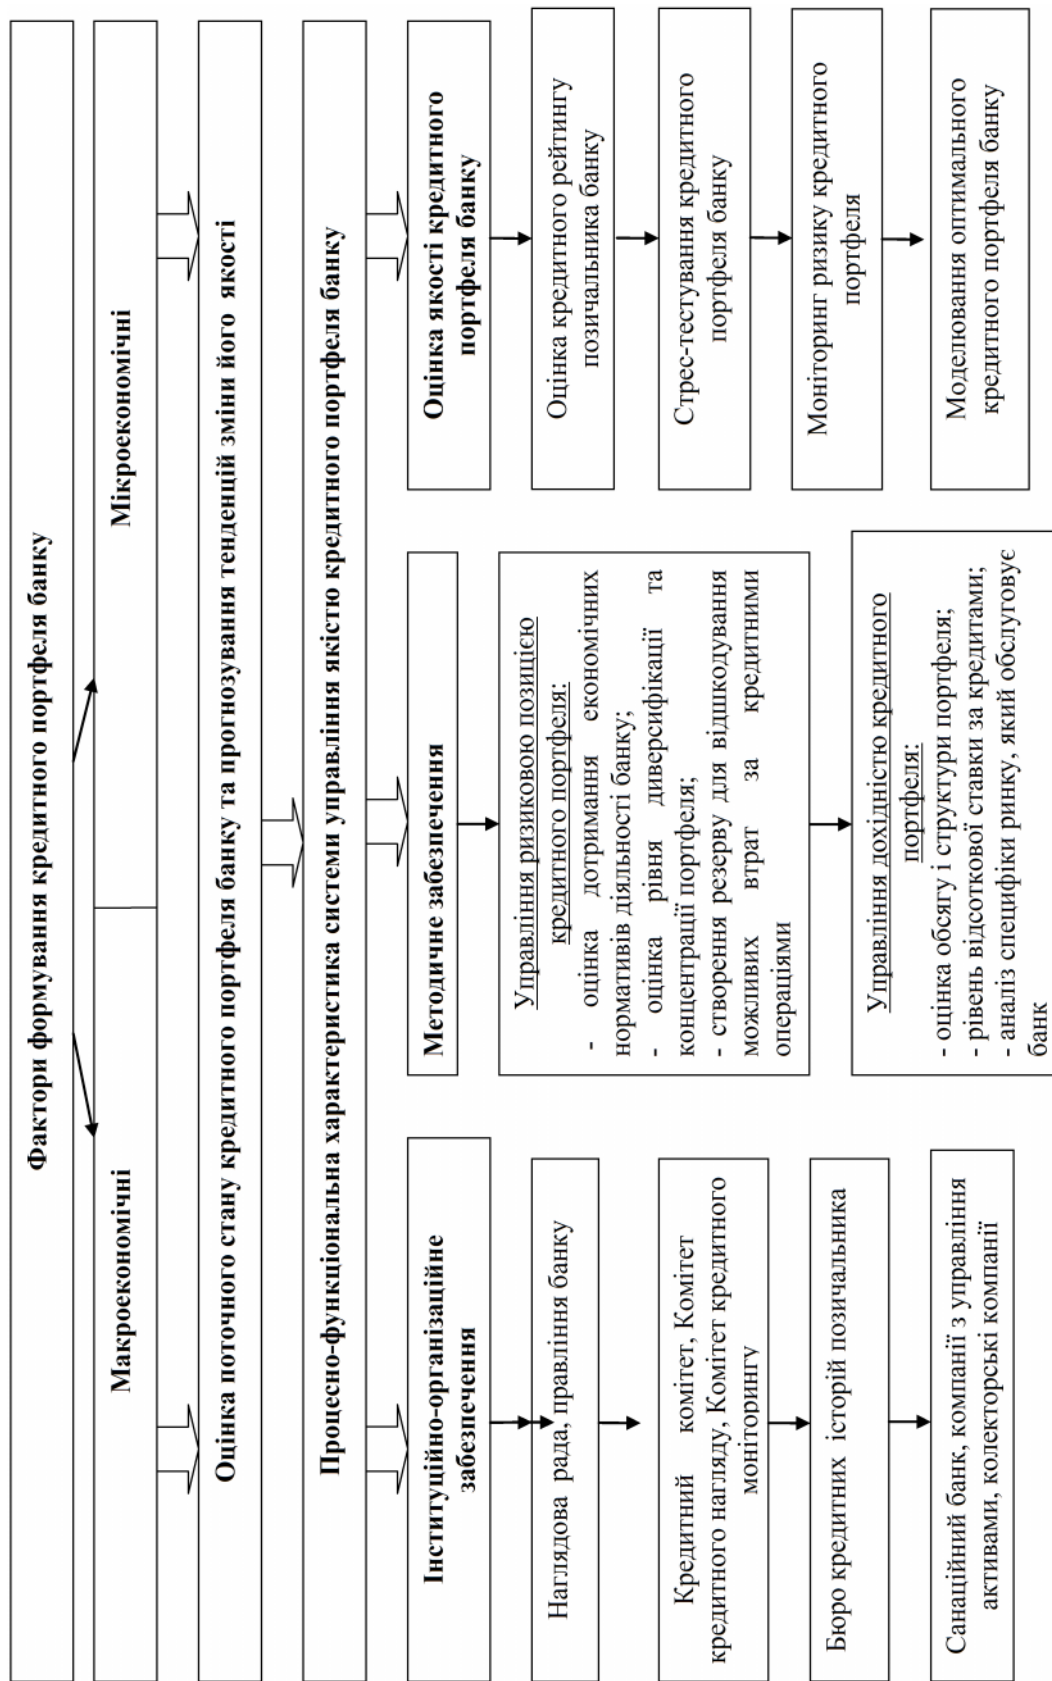 Фактори формування кредитного портфеля банку
Макроекономічні
Мікроекономічні
Оцінка поточного стану кредитного портфеля банку та прогнозування тенденцій зміни його якості
Процесно-функціональна характеристика системи управління якістю кредитного портфеля банку
Інституційно-організаційне
забезпечення
Наглядова рада, правління банку
Кредитний комітет, Комітет
кредитного нагляду, Комітет кредитного
моніторингу
Бюро кредитних історій позичальника
Санаційний банк, компанії з управління
активами, колекторські компанії
Методичне забезпечення
Управління ризиковою позицією
кредитного портфеля:
- оцінка дотримання економічних
нормативів діяльності банку;
- оцінка рівня диверсифікації та
концентрації портфеля;
- створення резерву для відшкодування
можливих втрат за кредитними
операціями
Управління дохідністю кредитного
портфеля:
- оцінка обсягу і структури портфеля;
- рівень відсоткової ставки за кредитами;
- аналіз специфіки ринку, який обслуговує
банк
Оцінка якості кредитного
портфеля банку
Оцінка кредитного рейтингу
позичальника банку
Стрес-тестування кредитного
портфеля банку
Моніторинг ризику кредитного
портфеля
Моделювання оптимального
кредитного портфеля банку